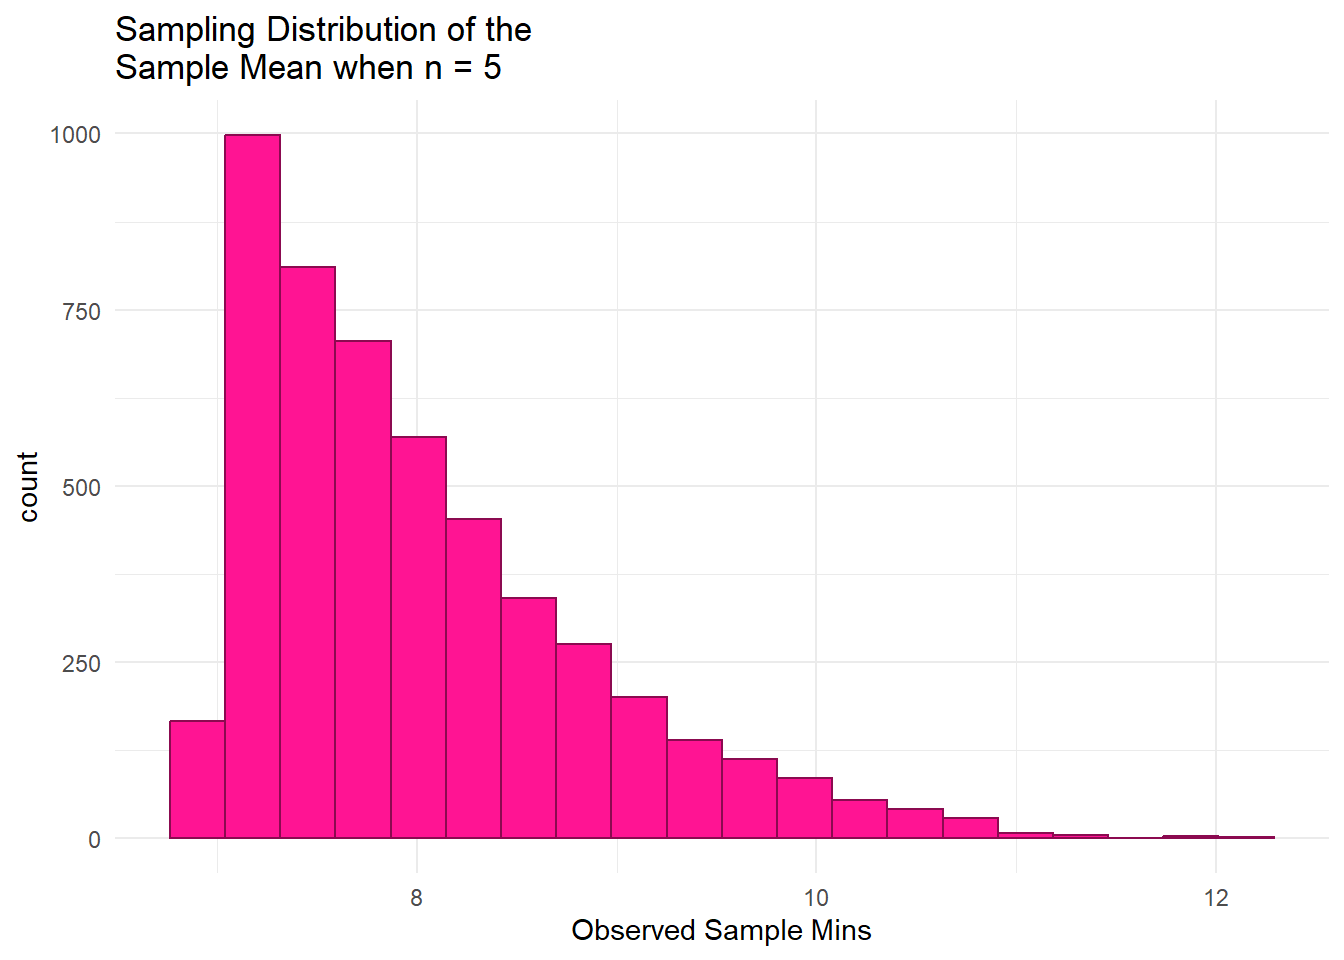 Sampling Distribution of the
Sample Mean when n = 5
1000
750
500
250
0
count
8
10
12
Observed Sample Mins